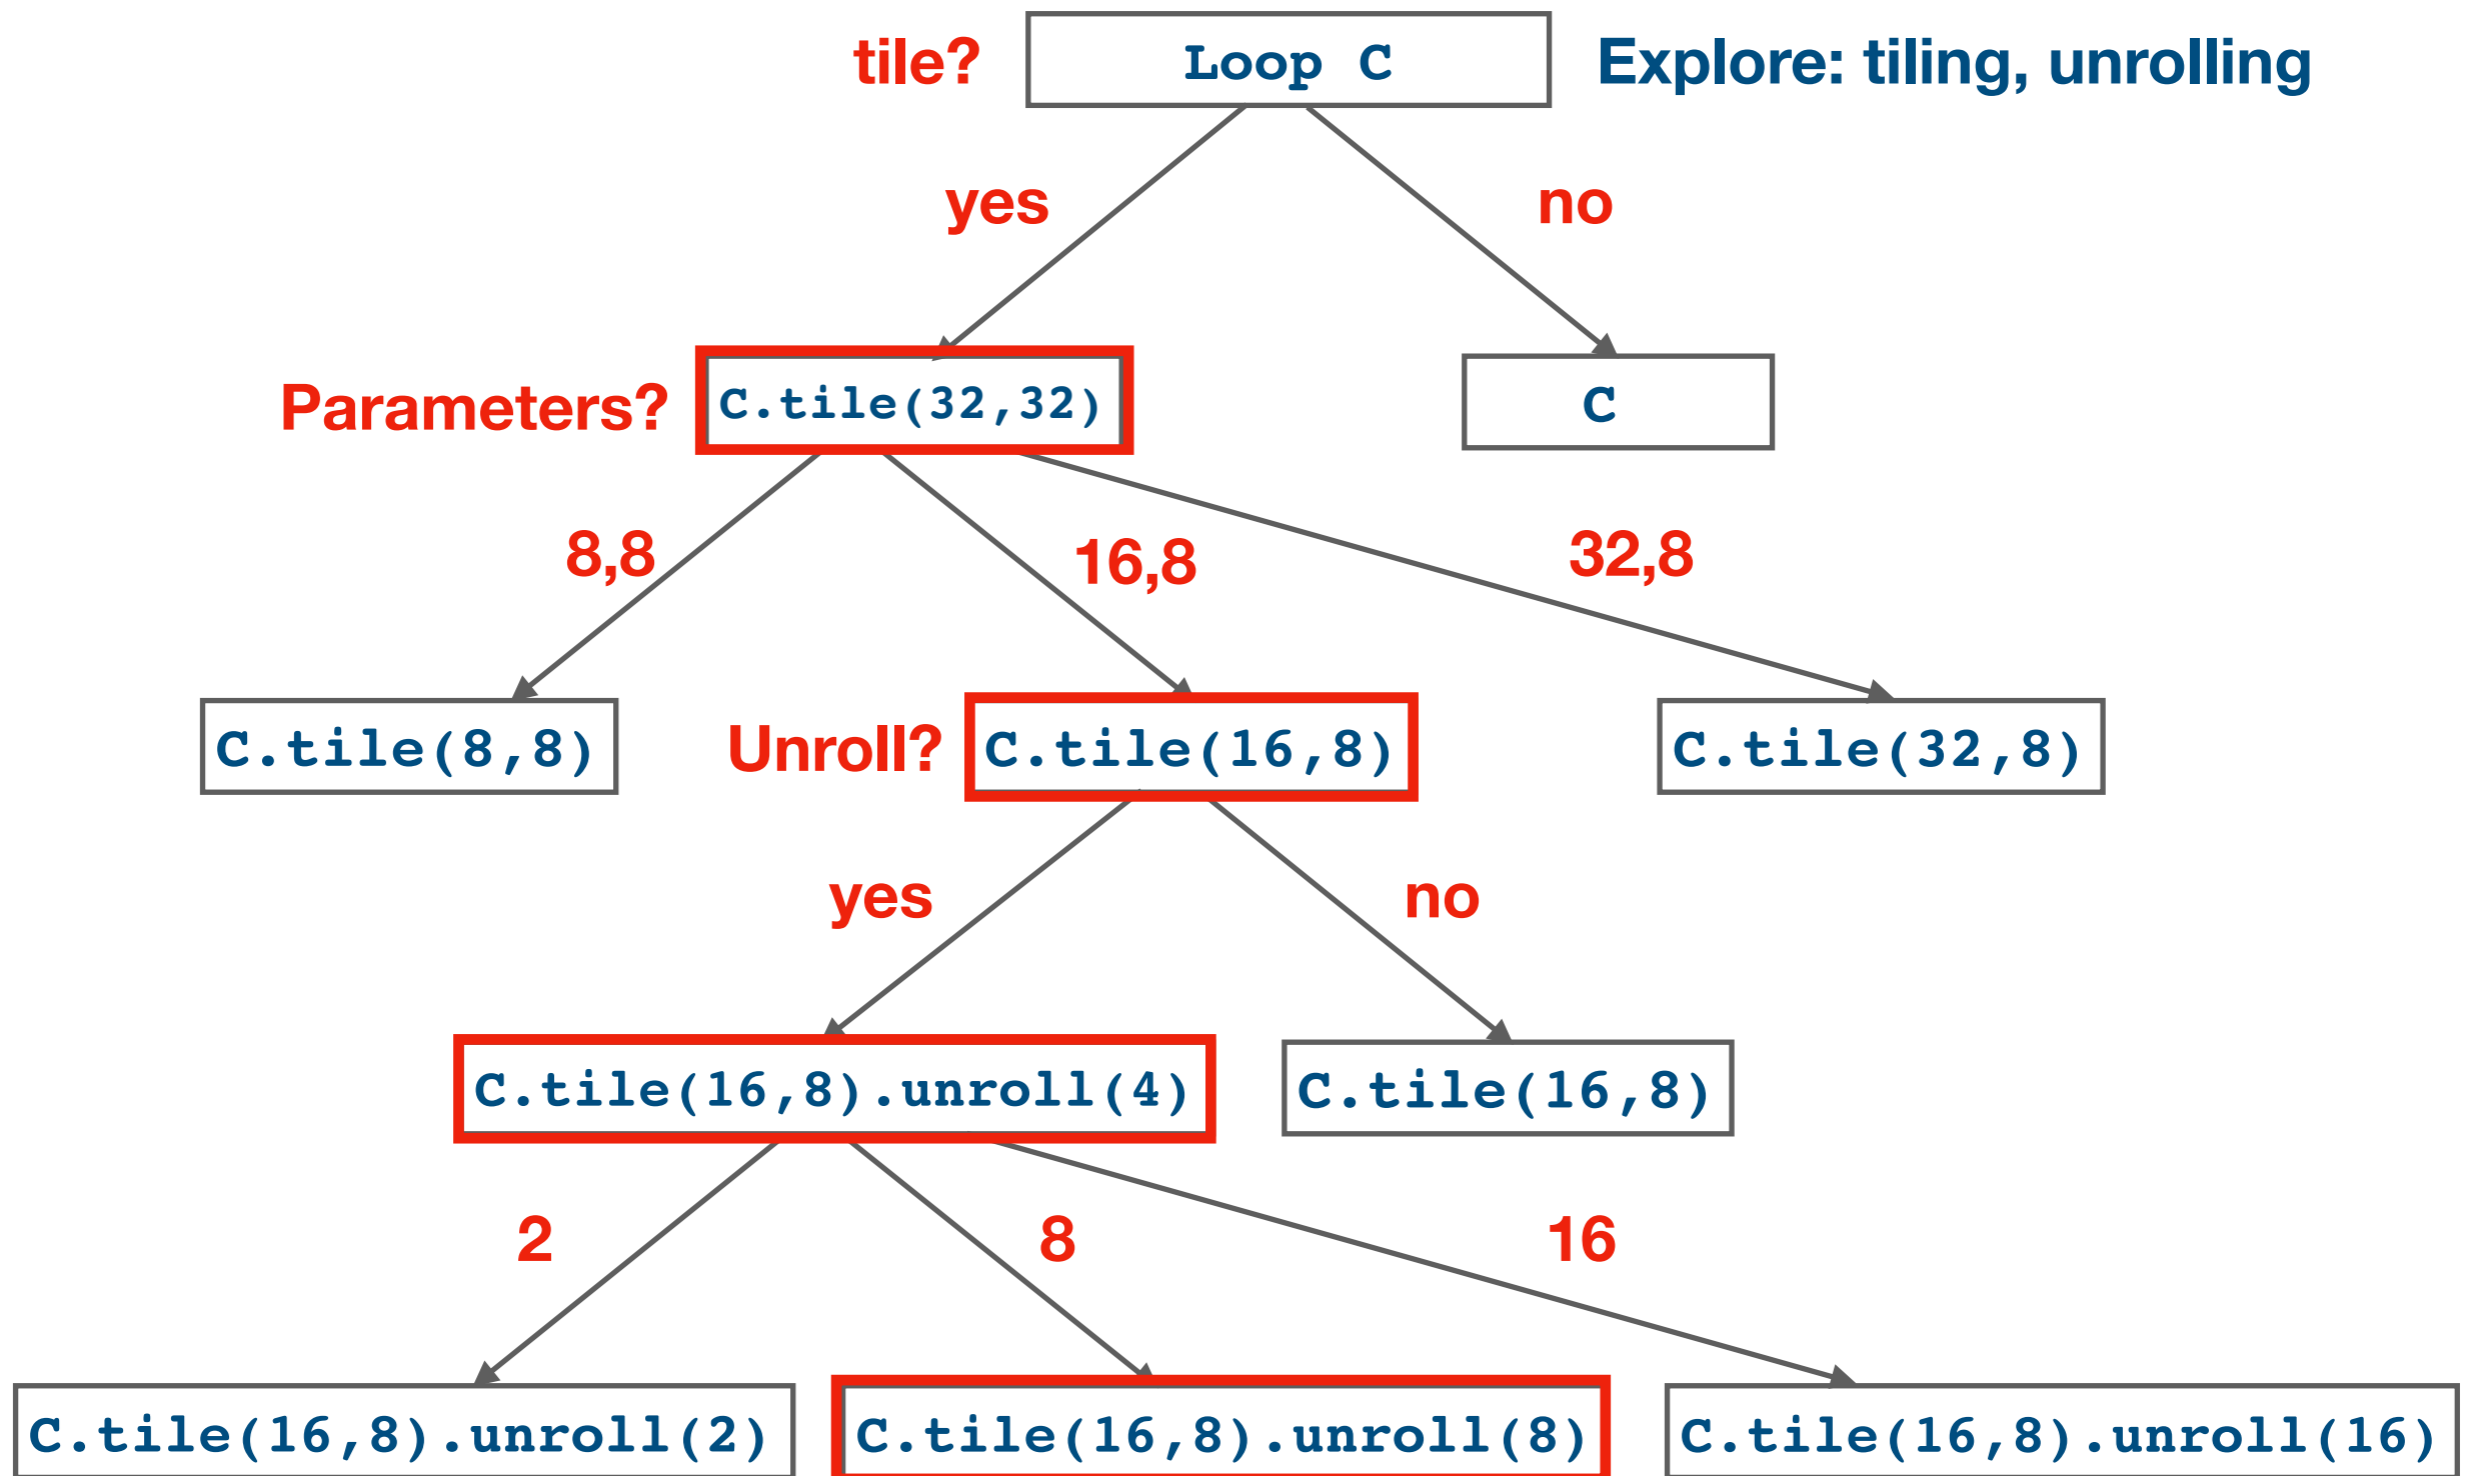 tile?
Loop C
Explore: tiling, unrolling
yes
no
Parameters?
C.tile(32,32)
C
8,8
16,8
32,8
C.tile(8,8)
Unroll?
C.tile(16,8)
C.tile(32,8)
yes
no
C.tile(16,8).unroll(4)
C.tile(16,8)
2
8
16
C.tile(16,8).unroll(2)
C.tile(16,8).unroll(8)
C.tile(16,8).unroll(16)